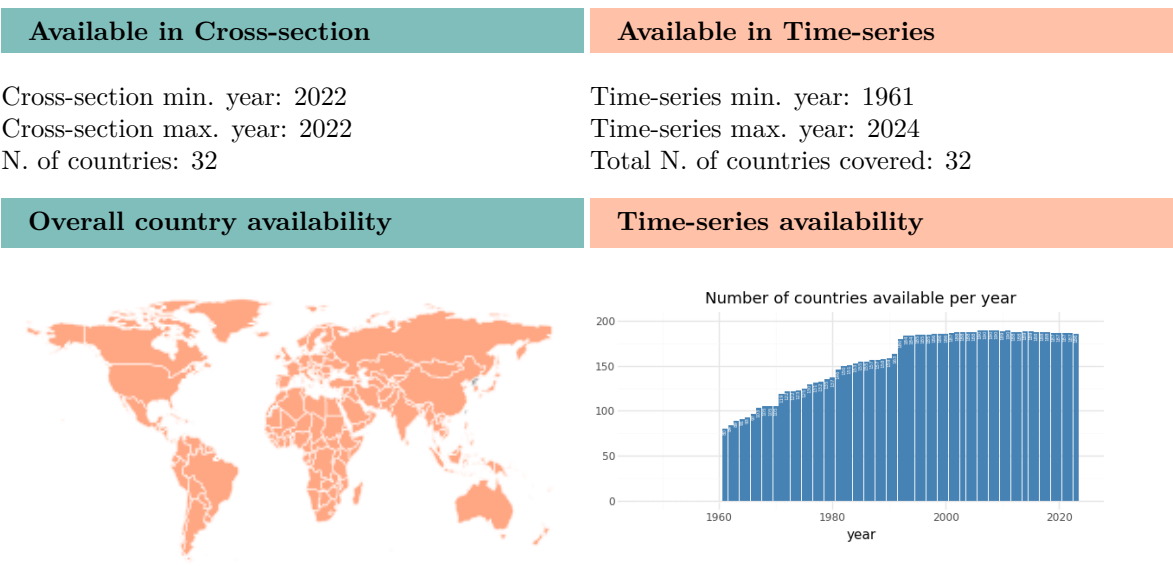 Available in Cross-section
Available in Time-series
Cross-section min. year: 2022
Cross-section max. year: 2022
N. of countries: 32
Time-series min. year: 1961
Time-series max. year: 2024
Total N. of countries covered: 32
Overall country availability
Time-series availability
Number of countries available per year
200
150
100
50
0
1960
1980
2000
2020
year